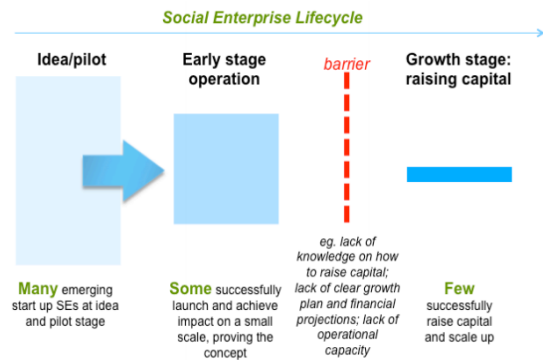 Social Enterprise Lifecycle
Idea/pilot
Early stage
operation
barrier
Growth stage:
raising capital
Many emerging
start up SEs at idea
and pilot stage
Some successfully
launch and achieve
impact on a small
scale, proving the
concept
eg. lack of
knowledge on how
to raise capital;
lack of clear growth
plan and financial
projections; lack of
operational
capacity
Few
successfully
raise capital
and scale up